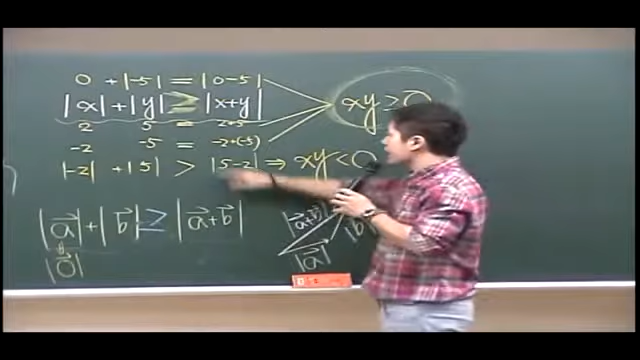 0 + |-5| = |0-5|
|x|+|y| ≥ |x+y|
2 5 = 2+5
-2 -5 = -2+(-5)
|-2| + |5| > |5-2| ⇒ xy < 0
xy ≥ 0
|a⃗|+|b⃗| ≥ |a⃗+b⃗|
|0⃗|
|a⃗+b⃗|
|b⃗|
|a⃗|